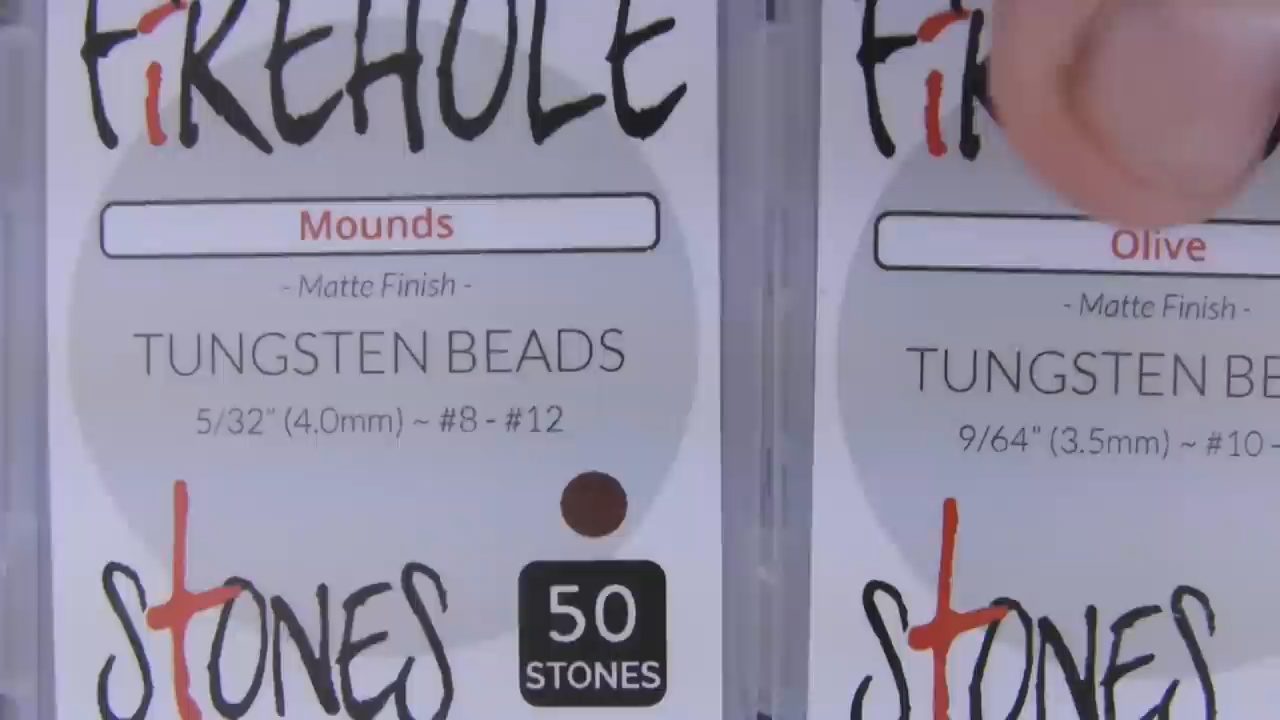 FiREHOLE
Mounds
- Matte Finish -
TUNGSTEN BEADS
5/32" (4.0mm) ~ #8 - #12
StONES
50
STONES
Olive
- Matte Finish -
TUNGSTEN
9/64" (3.5mm) ~ #10 -
StONES